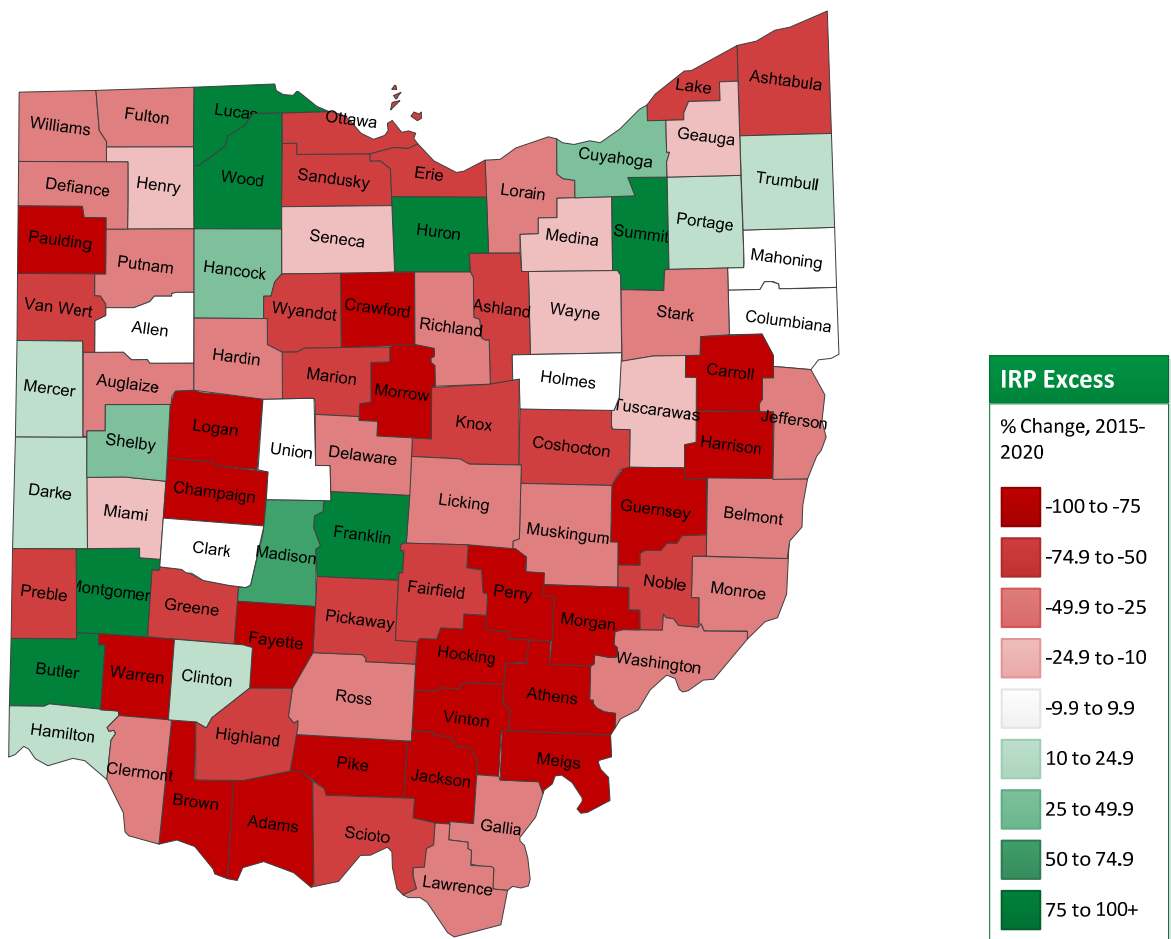 Ashtabula
Lake
Lucas
Fulton
Ottawa
Williams
Geauga
Cuyahoga
Erie
Wood
Sandusky
Trumbull
Henry
Defiance
Lorain
Portage
Huron
Summit
Paulding
Seneca
Medina
Mahoning
Putnam
Hancock
Van Wert
Wyandot
Crawford
Ashland
Wayne
Stark
Columbiana
Allen
Richland
Hardin
Carroll
Marion
Holmes
Mercer
Auglaize
Morrow
Tuscarawas
Jefferson
Knox
Logan
Shelby
Coshocton
Harrison
Union
Delaware
Darke
Champaign
Licking
Guernsey
Miami
Belmont
Muskingum
Franklin
Clark
Madison
Noble
Monroe
Preble
Montgomer
Fairfield
Perry
Greene
Pickaway
Morgan
Fayette
Hocking
Washington
Butler
Warren
Clinton
Ross
Athens
Vinton
Hamilton
Highland
Pike
Meigs
Clermont
Jackson
Brown
Adams
Scioto
Gallia
Lawrence
IRP Excess
% Change, 2015-
2020
-100 to -75
-74.9 to -50
-49.9 to -25
-24.9 to -10
-9.9 to 9.9
10 to 24.9
25 to 49.9
50 to 74.9
75 to 100+